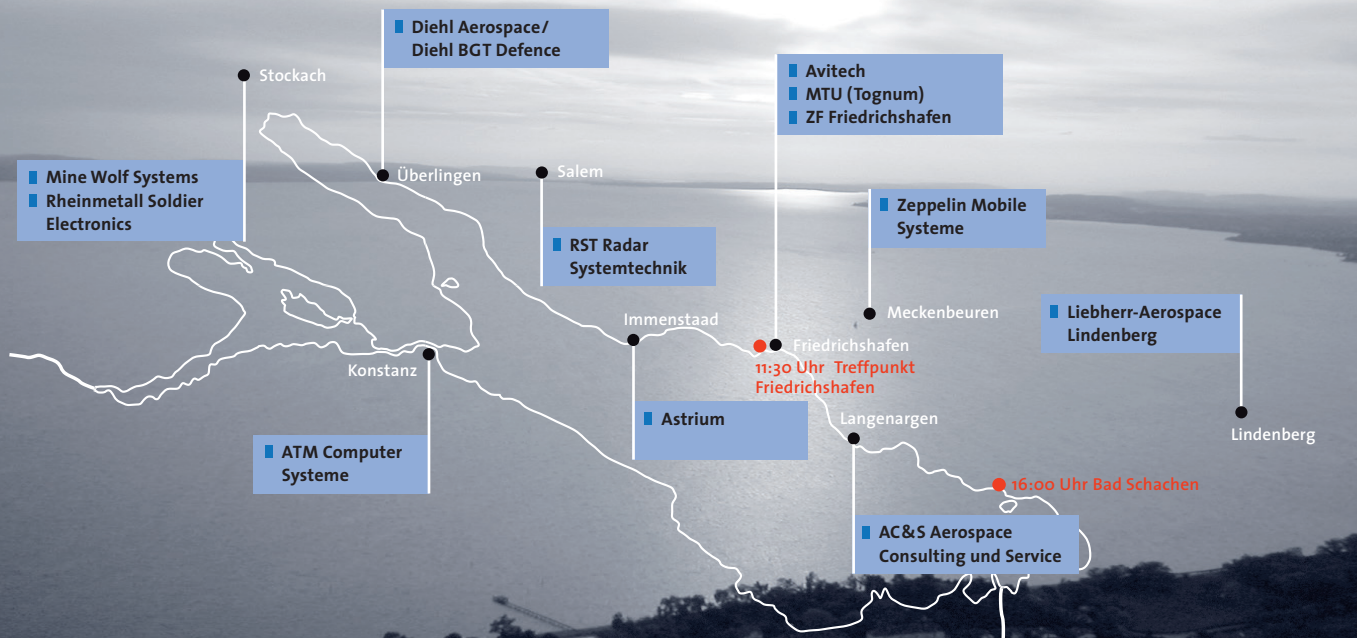 Diehl Aerospace/
Diehl BGT Defence
Stockach
Avitech
MTU (Tognum)
ZF Friedrichshafen
Mine Wolf Systems
Rheinmetall Soldier
Electronics
Überlingen
Salem
Zeppelin Mobile
Systeme
RST Radar
Systemtechnik
Immenstaad
Meckenbeuren
Liebherr-Aerospace
Lindenberg
Friedrichshafen
11:30 Uhr Treffpunkt
Friedrichshafen
Konstanz
Astrium
Langenargen
Lindenberg
ATM Computer
Systeme
16:00 Uhr Bad Schachen
AC&S Aerospace
Consulting und Service